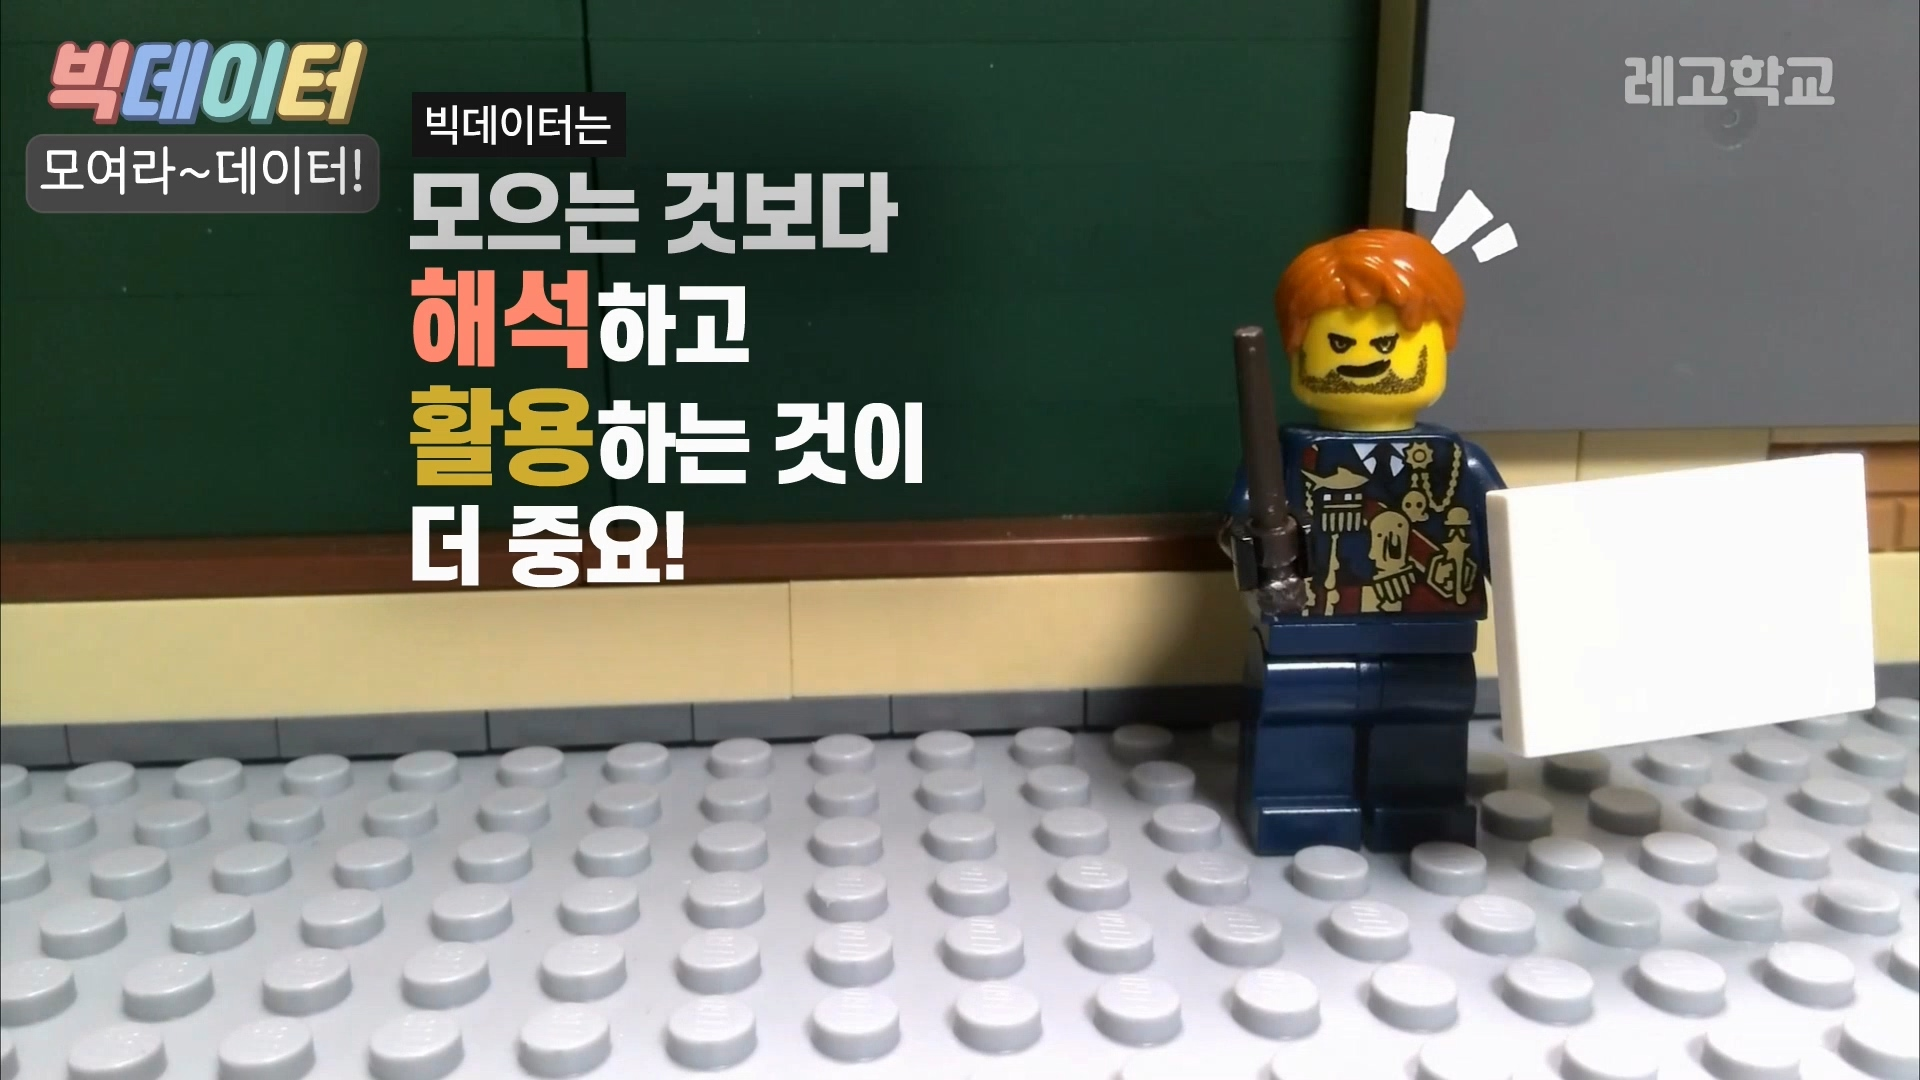 빅데이터
모여라~데이터!
레고학교
빅데이터는
모으는 것보다
해석하고
활용하는 것이
더 중요!